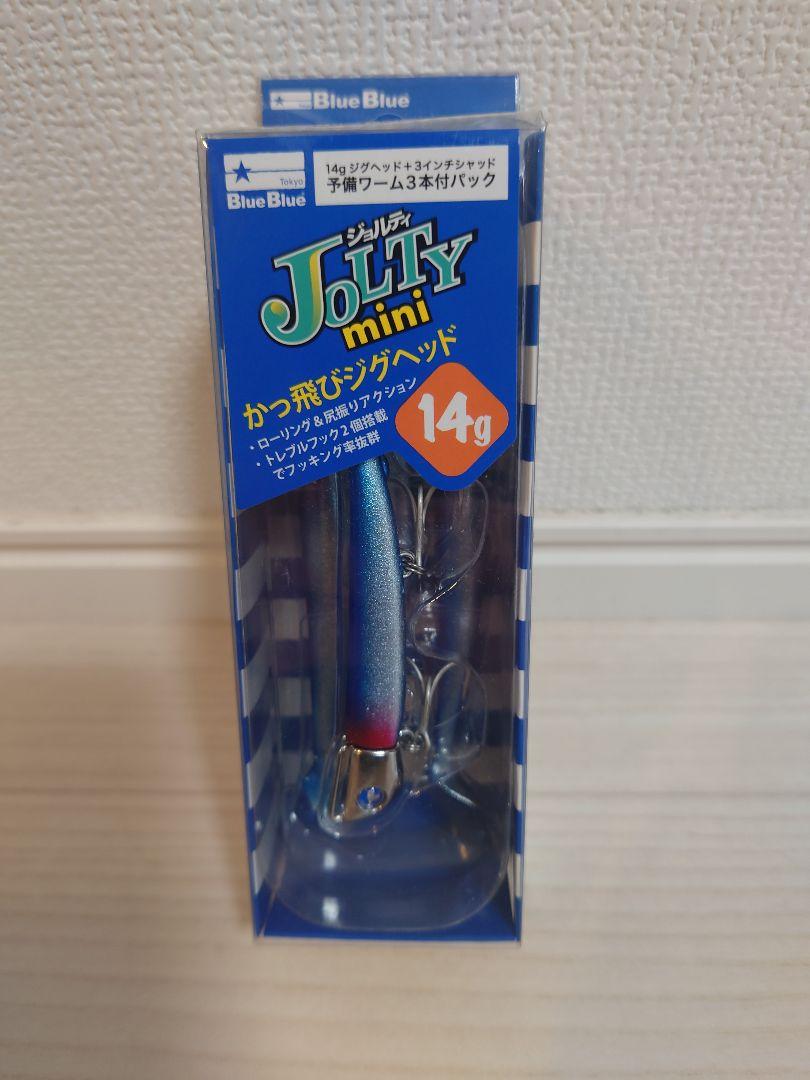 BlueBlue
Tokyo
BlueBlue
14g ジグヘッド+3インチシャッド
予備ワーム3本付パック
ジョルティ
JOLTY
mini
かっ飛びジグヘッド
・ローリング&尻振りアクション
・トレブルフック2個搭載
でフッキング率抜群
14g